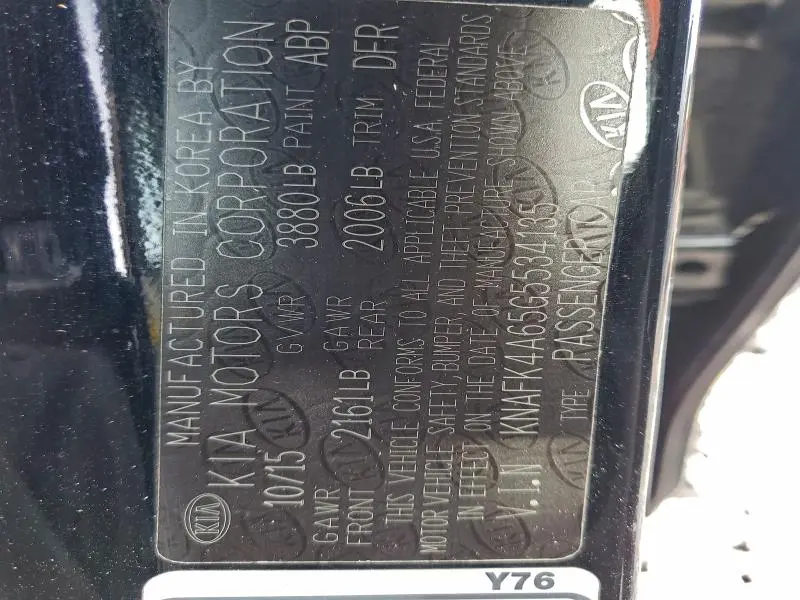 MANUFACTURED IN KOREA BY
KIA KIA MOTORS CORPORATION
10/15 GVWR 3880LB PAINT ABP
GAWR FRONT 2161LB GAWR REAR 2006LB TRIM DFR
THIS VEHICLE CONFORMS TO ALL APPLICABLE U.S.A. FEDERAL
MOTOR VEHICLE SAFETY, BUMPER, AND THEFT PREVENTION STANDARDS
IN EFFECT ON THE DATE OF MANUFACTURE SHOWN ABOVE.
V.I.N KNAFK4A65G5534135
TYPE: PASSENGER
KIA
Y76